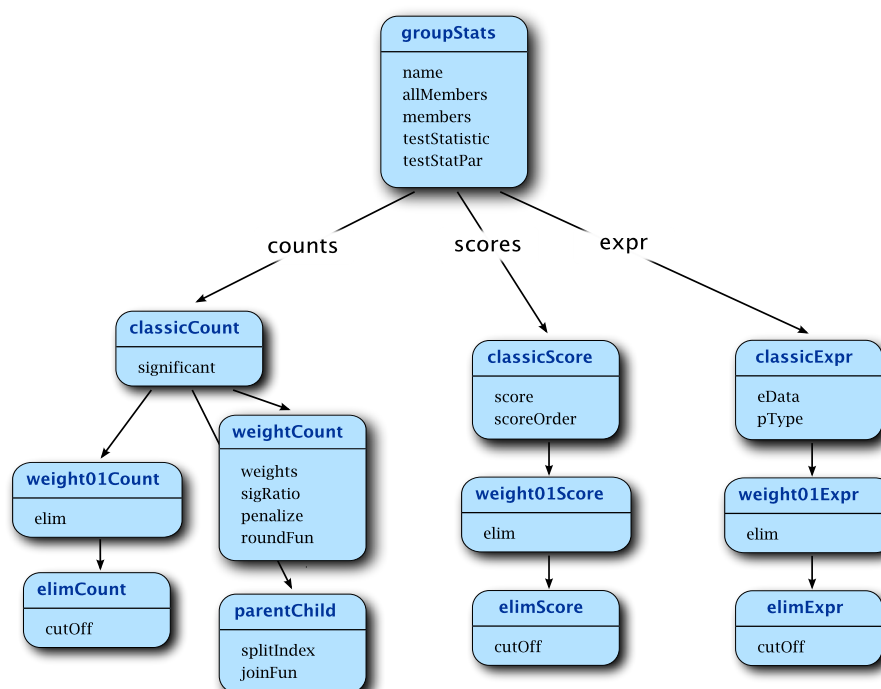 groupStats
name
allMembers
members
testStatistic
testStatPar
counts
scores
expr
classicCount
significant
weight01Count
elim
elimCount
cutOff
weightCount
weights
sigRatio
penalize
roundFun
parentChild
splitIndex
joinFun
classicScore
score
scoreOrder
weight01Score
elim
elimScore
cutOff
classicExpr
eData
pType
weight01Expr
elim
elimExpr
cutOff